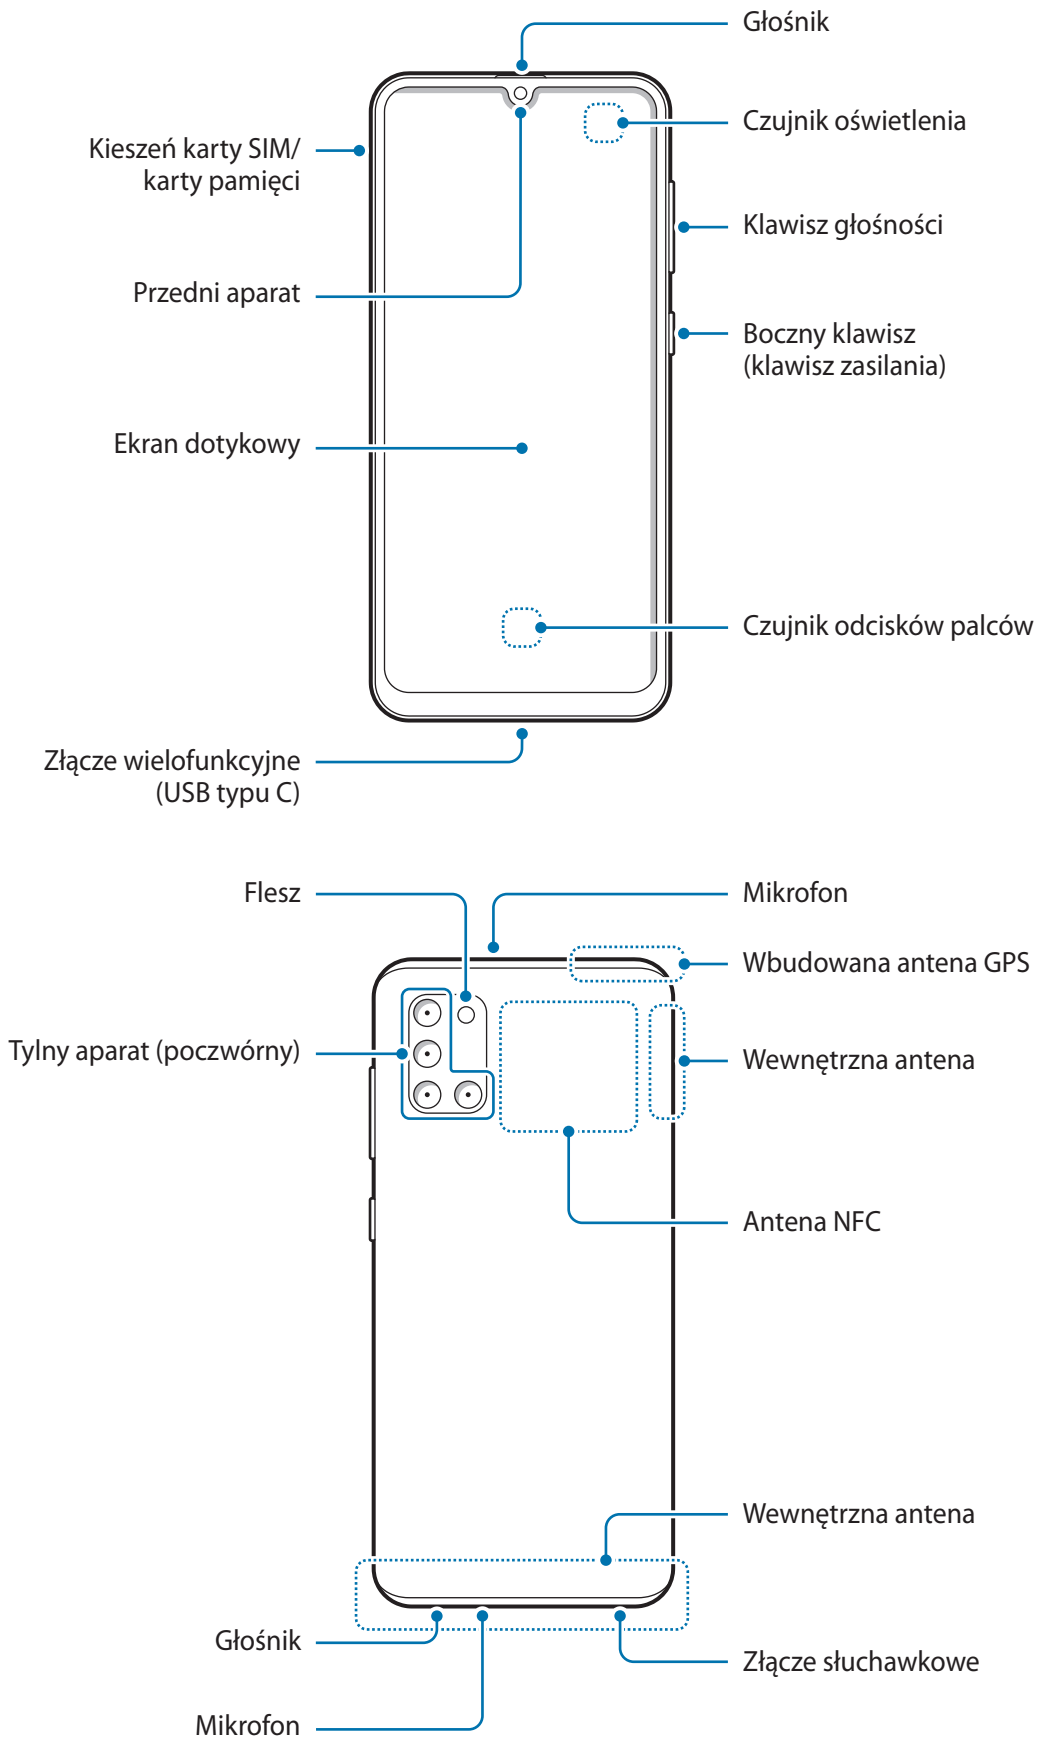 Głośnik
Czujnik oświetlenia
Kieszeń karty SIM/
karty pamięci
Klawisz głośności
Przedni aparat
Boczny klawisz
(klawisz zasilania)
Ekran dotykowy
Czujnik odcisków palców
Złącze wielofunkcyjne
(USB typu C)
Flesz
Mikrofon
Wbudowana antena GPS
Tylny aparat (poczwórny)
Wewnętrzna antena
Antena NFC
Wewnętrzna antena
Głośnik
Złącze słuchawkowe
Mikrofon